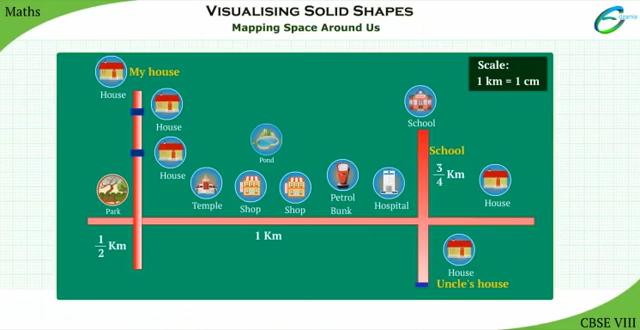 Maths
VISUALISING SOLID SHAPES
Mapping Space Around Us
dzania
Scale:
1 km = 1 cm
My house
House
House
House
Pond
School
School
3/4 Km
House
Park
Temple
Shop
Shop
Petrol
Bunk
Hospital
1/2 Km
1 Km
House
Uncle's house
CBSE VIII